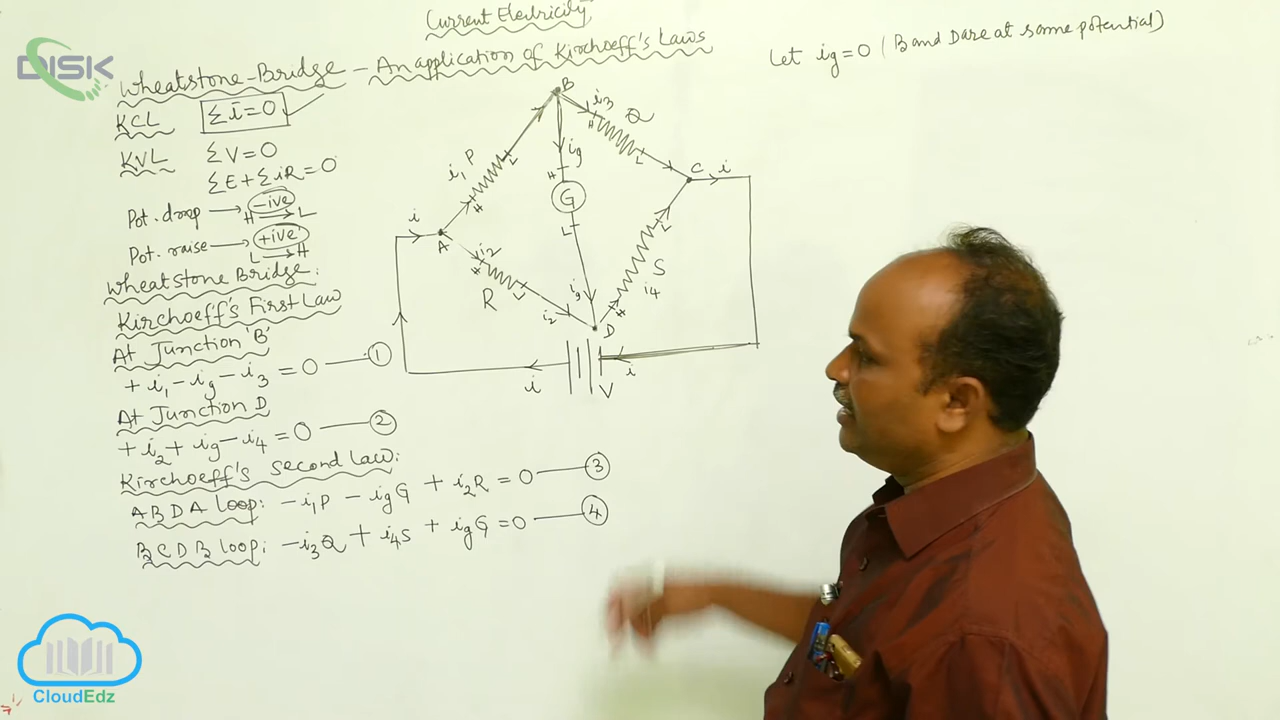 Current Electricity
DISK
Wheatstone-Bridge - An application of Kirchoeff's Laws
Let ig=0 (B and D are at same potential)
KCL Σi=0
KVL ΣV=0
ΣE+ΣiR=0
Pot. drop → -ive
H → L
Pot. raise → +ive
L → H
Wheatstone Bridge:
Kirchoeff's First Law
At Junction 'B'
+i1-ig-i3=0 — 1
At Junction D
+i2+ig-i4=0 — 2
Kirchoeff's second law:
ABDA loop: -i1P -igG + i2R = 0 — 3
BCDB loop: -i3Q + i4S + igG = 0 — 4
B
i3
Q
H
L
i1 P
L
H
ig
H
G
L
C
i
i
A
i2
H
R
L
ig
i2
D
S
i4
L
H
i
V
i
CloudEdz